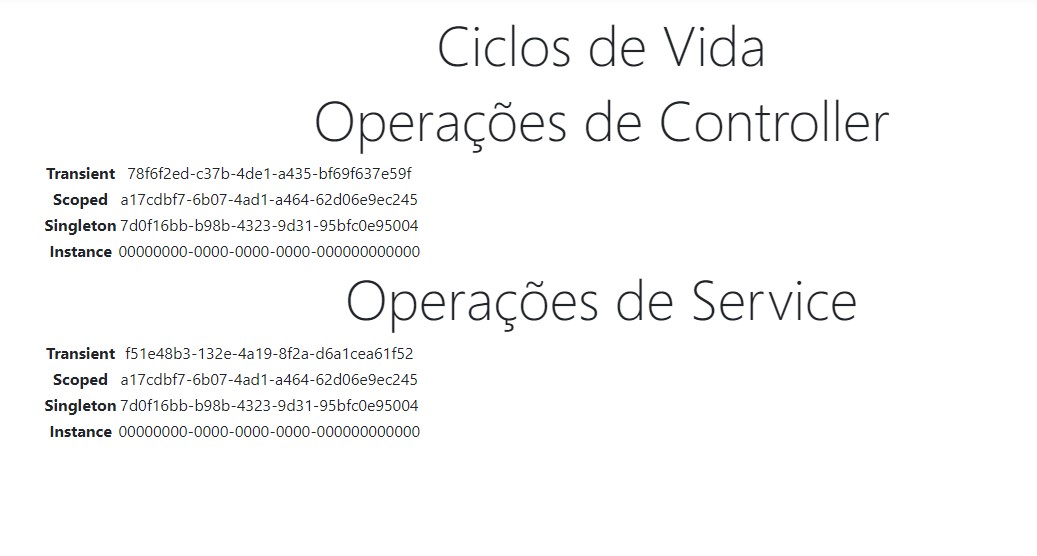 Ciclos de Vida
Operações de Controller
Transient 78f6f2ed-c37b-4de1-a435-bf69f637e59f
Scoped a17cdbf7-6b07-4ad1-a464-62d06e9ec245
Singleton 7d0f16bb-b98b-4323-9d31-95bfc0e95004
Instance 00000000-0000-0000-0000-000000000000
Operações de Service
Transient f51e48b3-132e-4a19-8f2a-d6a1cea61f52
Scoped a17cdbf7-6b07-4ad1-a464-62d06e9ec245
Singleton 7d0f16bb-b98b-4323-9d31-95bfc0e95004
Instance 00000000-0000-0000-0000-000000000000